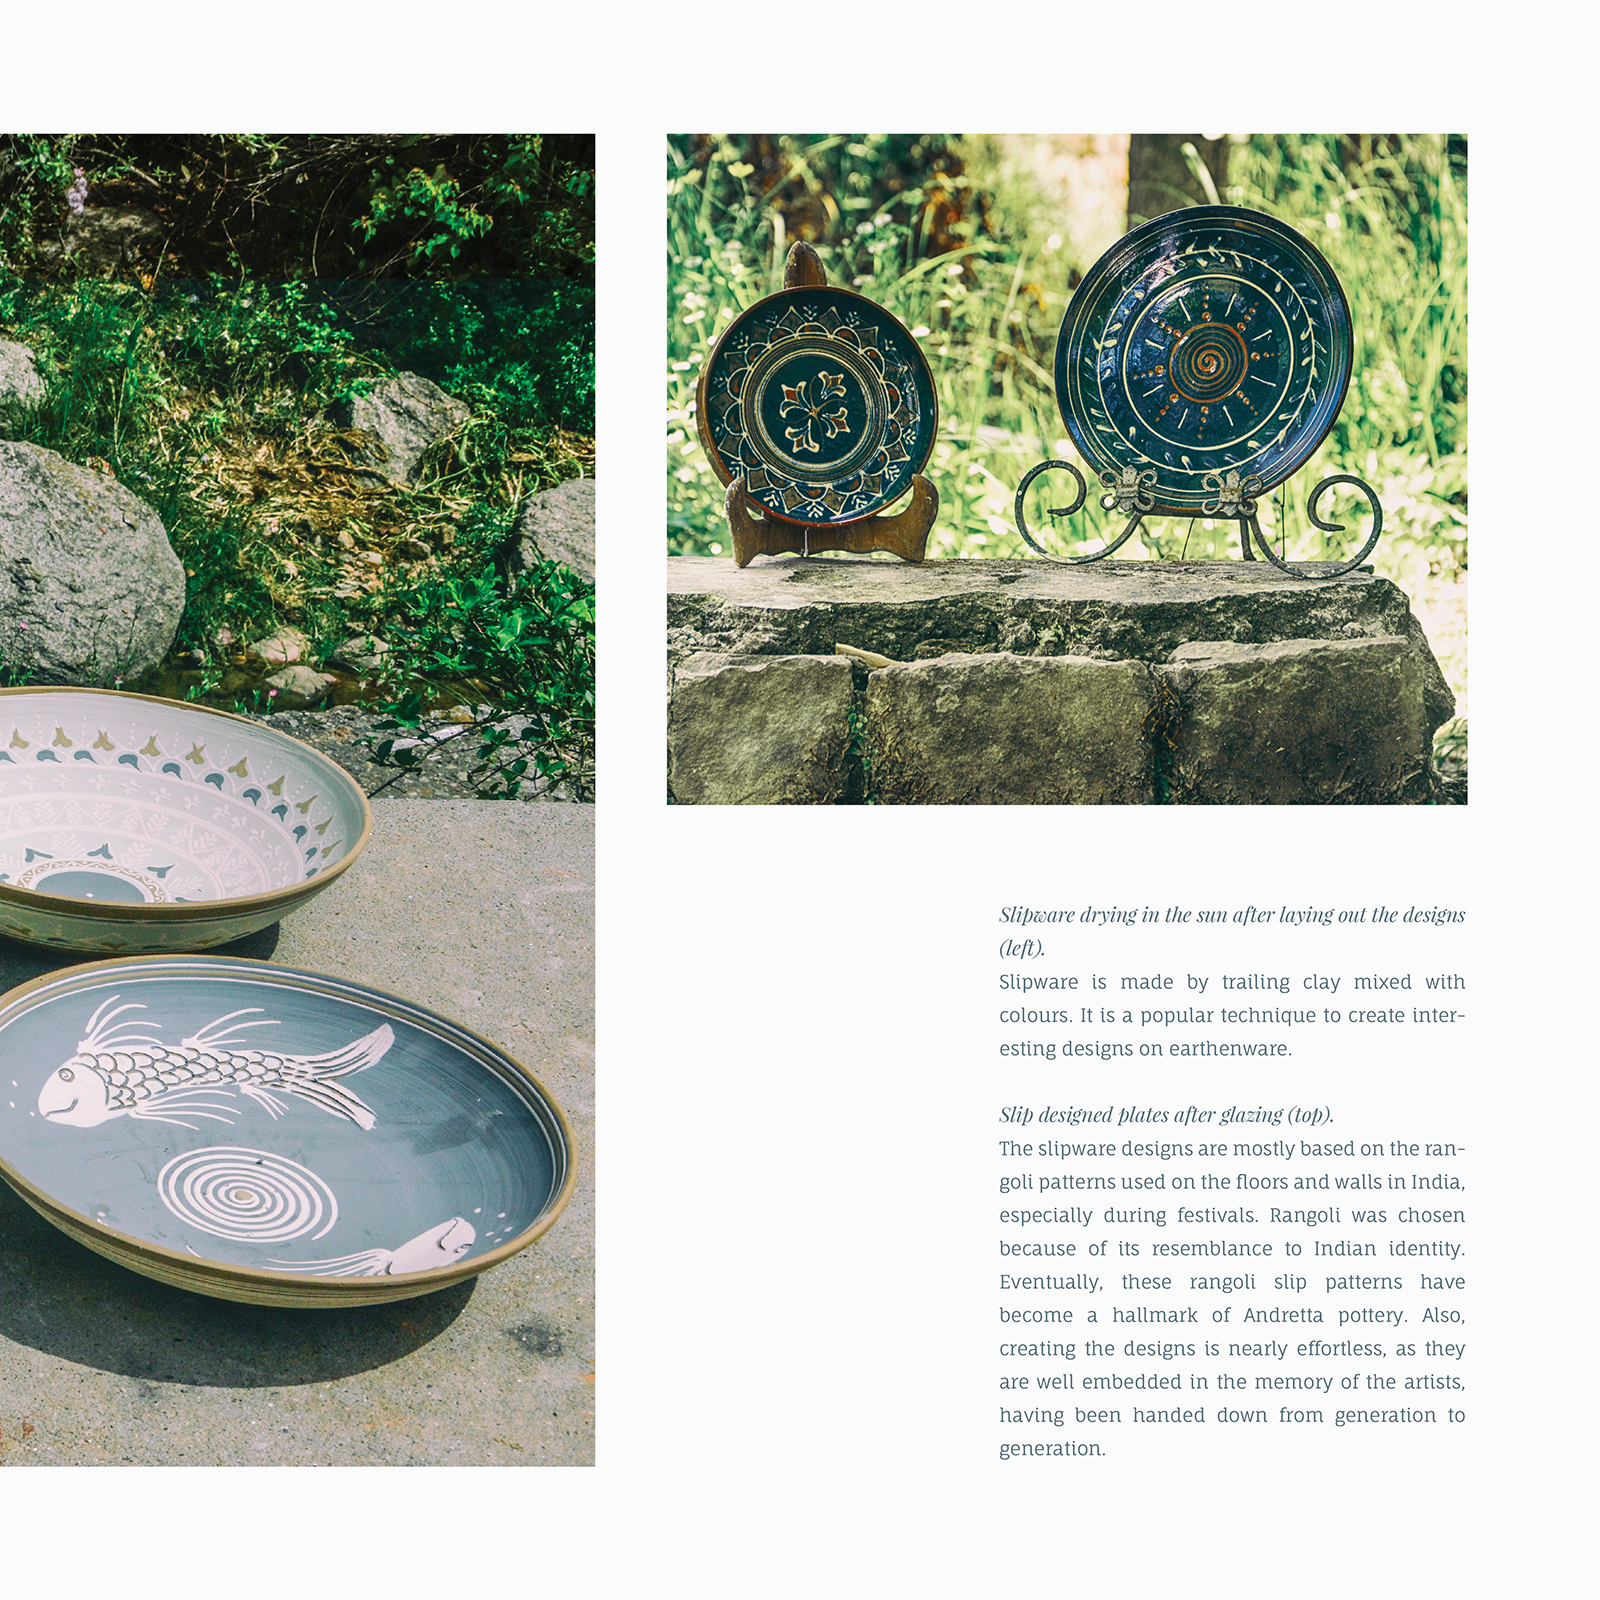 Slipware drying in the sun after laying out the designs
(left).
Slipware is made by trailing clay mixed with
colours. It is a popular technique to create inter-
esting designs on earthenware.
Slip designed plates after glazing (top).
The slipware designs are mostly based on the ran-
goli patterns used on the floors and walls in India,
especially during festivals. Rangoli was chosen
because of its resemblance to Indian identity.
Eventually, these rangoli slip patterns have
become a hallmark of Andretta pottery. Also,
creating the designs is nearly effortless, as they
are well embedded in the memory of the artists,
having been handed down from generation to
generation.